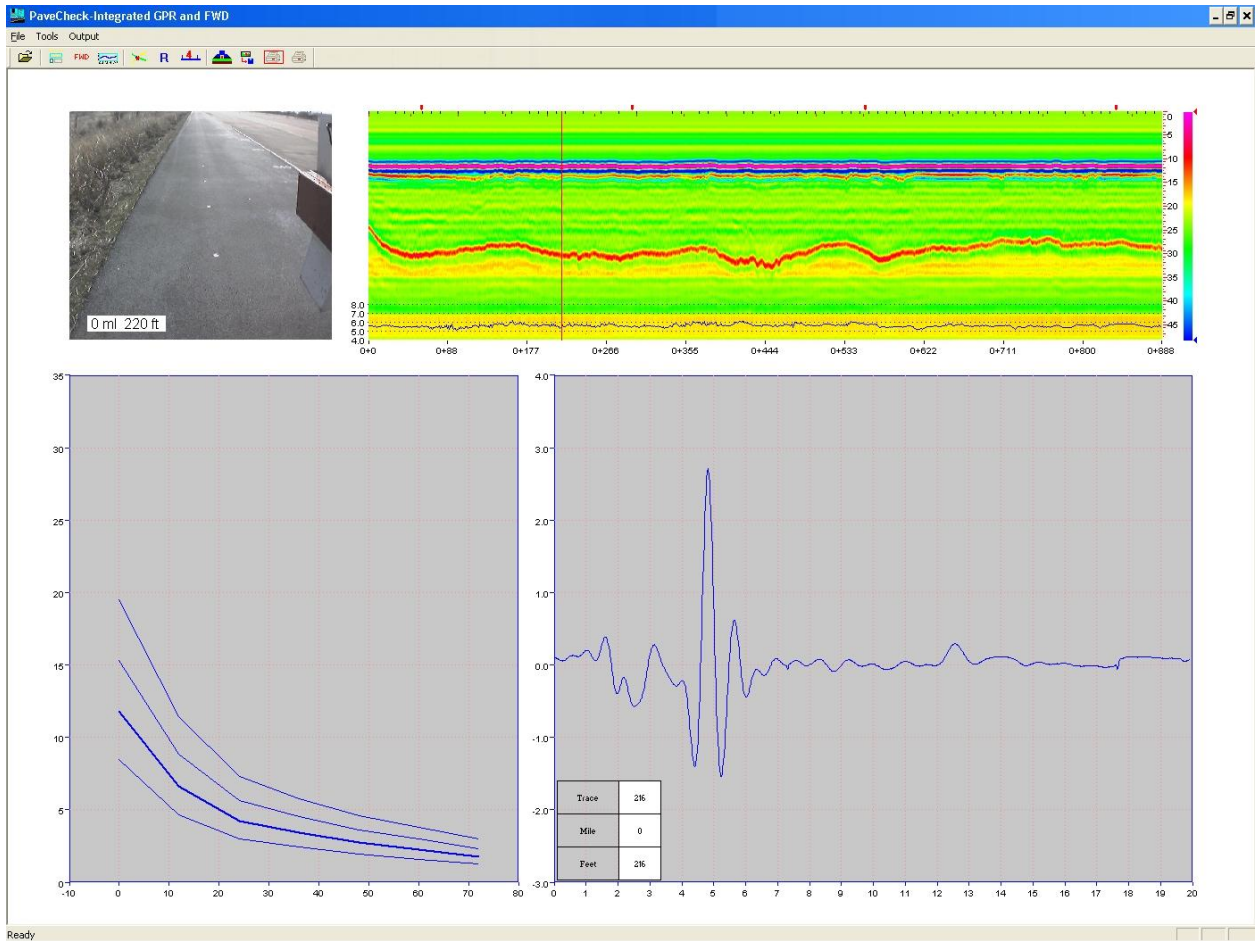 PaveCheck-Integrated GPR and FWD
File Tools Output
FWD R 4
0 ml 220 ft
0
5
10
15
20
25
30
35
40
45
8.0
7.0
6.0
5.0
4.0
0+0 0+88 0+177 0+266 0+355 0+444 0+533 0+622 0+711 0+800 0+888
35
30
25
20
15
10
5
0
-10 0 10 20 30 40 50 60 70 80
4.0
3.0
2.0
1.0
0.0
-1.0
-2.0
-3.0
Trace 216
Mile 0
Feet 216
0 1 2 3 4 5 6 7 8 9 10 11 12 13 14 15 16 17 18 19 20
Ready